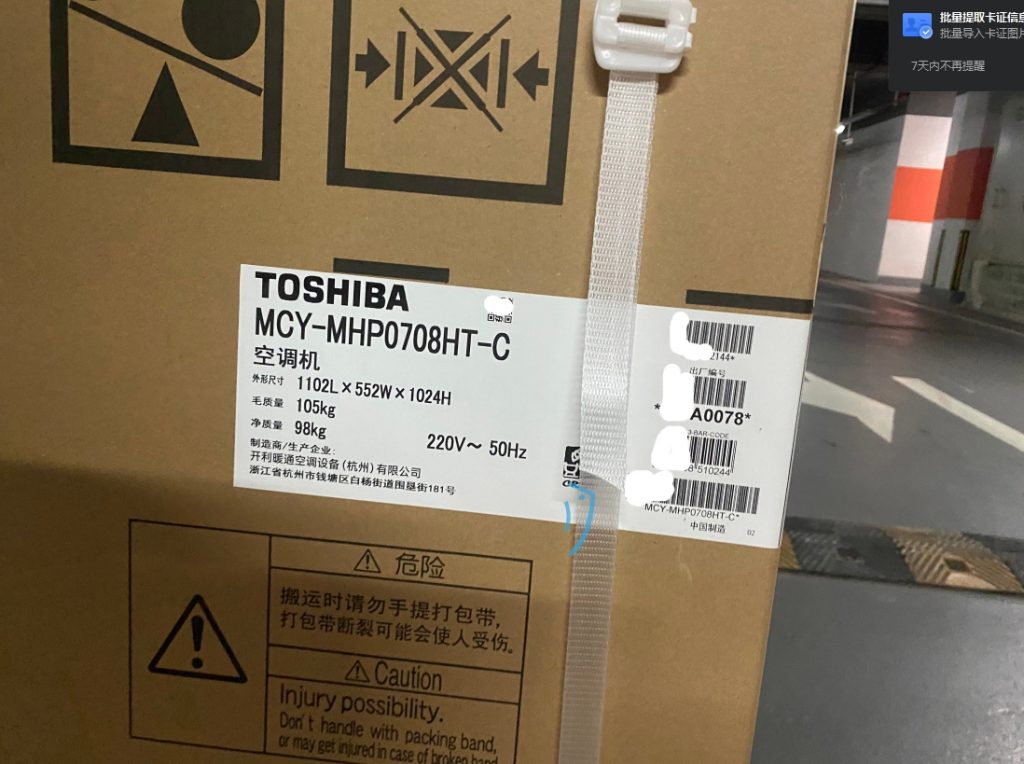 批量提取卡证信息
批量导入卡证图片
7天内不再提醒
TOSHIBA
MCY-MHP0708HT-C
空调机
外形尺寸 1102L×552W×1024H
毛质量 105kg
净质量 98kg
220V～ 50Hz
制造商/生产企业:
开利暖通空调设备(杭州)有限公司
浙江省杭州市钱塘区白杨街道围垦街181号
2144*
出厂编号
A0078*
-BAR-CODE
510244
MCY-MHP0708HT-C*
中国制造 02
危险
搬运时请勿手提打包带,
打包带断裂可能会使人受伤。
Caution
Injury possibility.
Don't handle with packing band,
or may get injured in case of broken band